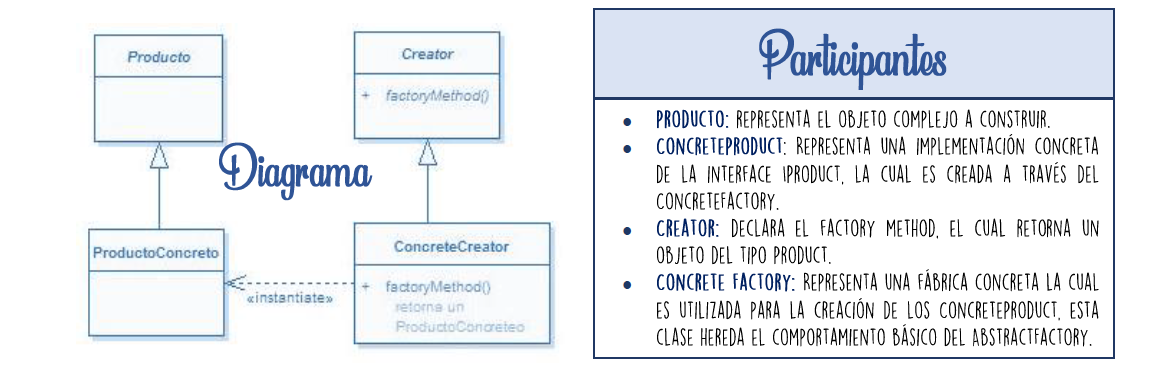 Producto
Creator
+ factoryMethod()
Diagrama
ProductoConcreto
ConcreteCreator
+ factoryMethod()
retorna un
ProductoConcreteo
«instantiate»
Participantes
• PRODUCTO: REPRESENTA EL OBJETO COMPLEJO A CONSTRUIR.
• CONCRETEPRODUCT: REPRESENTA UNA IMPLEMENTACIÓN CONCRETA
DE LA INTERFACE IPRODUCT, LA CUAL ES CREADA A TRAVÉS DEL
CONCRETEFACTORY.
• CREATOR: DECLARA EL FACTORY METHOD, EL CUAL RETORNA UN
OBJETO DEL TIPO PRODUCT.
• CONCRETE FACTORY: REPRESENTA UNA FÁBRICA CONCRETA LA CUAL
ES UTILIZADA PARA LA CREACIÓN DE LOS CONCRETEPRODUCT, ESTA
CLASE HEREDA EL COMPORTAMIENTO BÁSICO DEL ABSTRACTFACTORY.